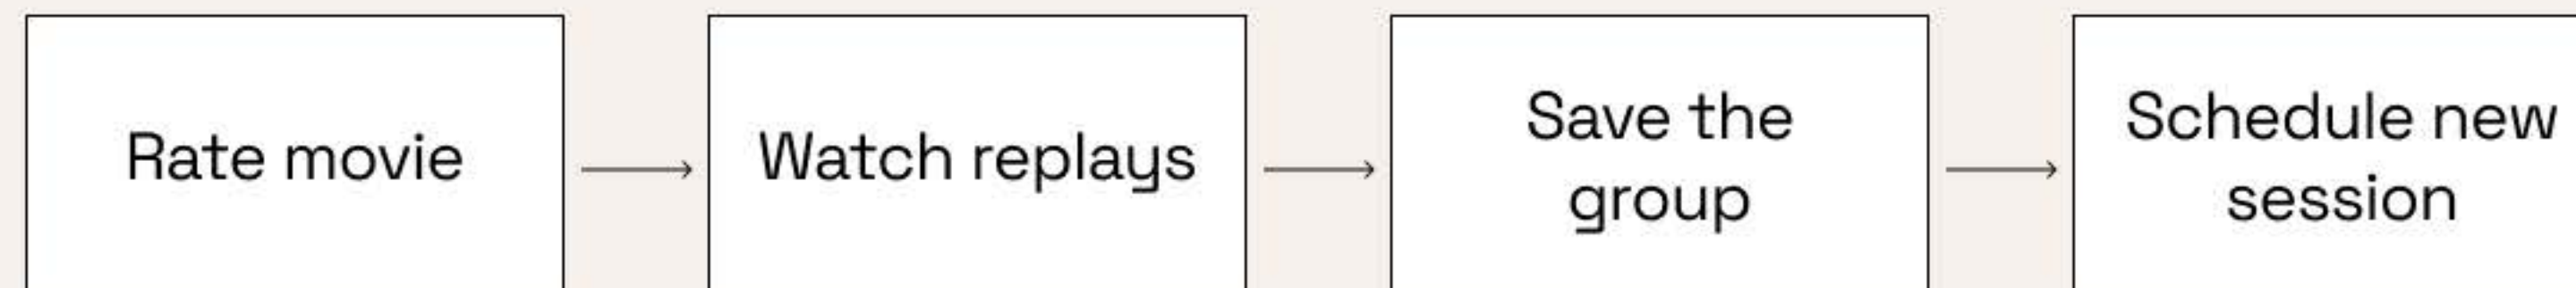 Rate movie
Watch replays
Save the
group
Schedule new
session